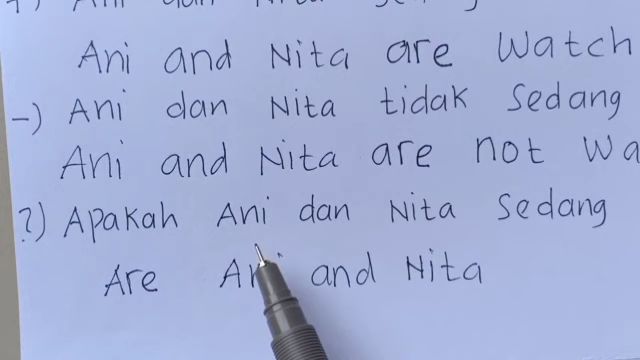 Ani and Nita are Watch
-) Ani dan Nita tidak Sedang
Ani and Nita are not Wa
?) Apakah Ani dan Nita Sedang
Are Ani and Nita